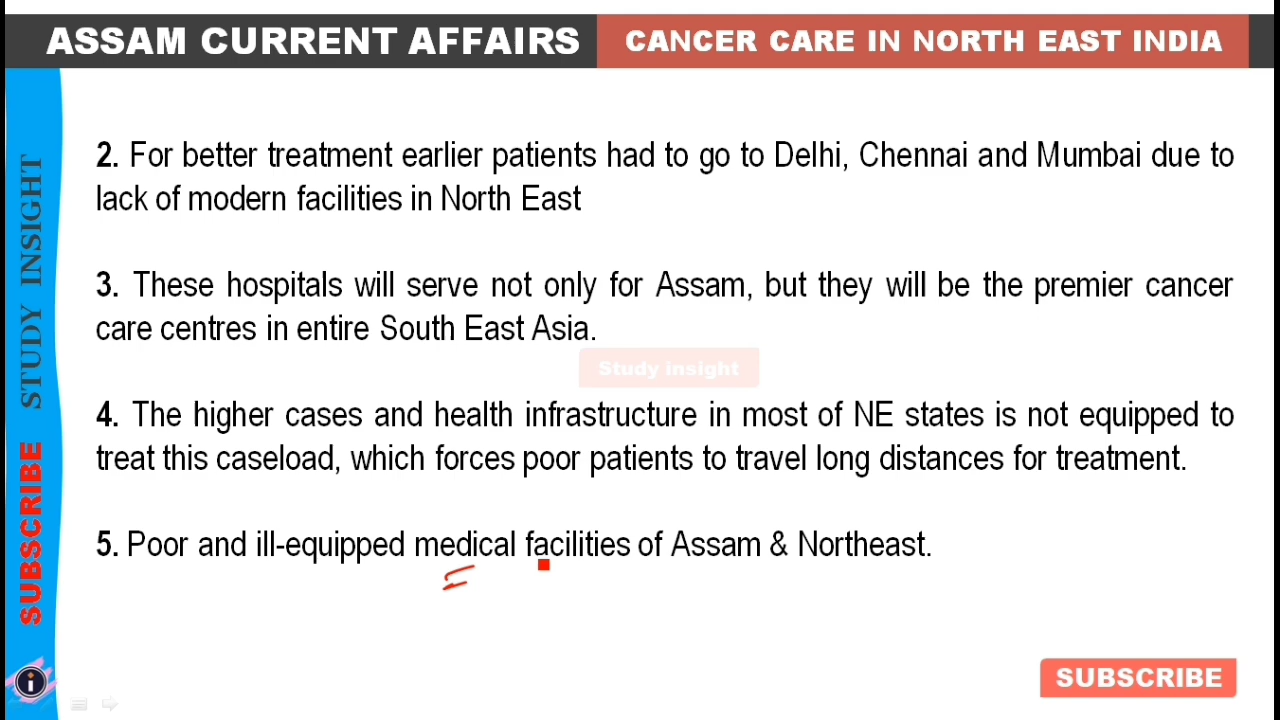 ASSAM CURRENT AFFAIRS
CANCER CARE IN NORTH EAST INDIA
2. For better treatment earlier patients had to go to Delhi, Chennai and Mumbai due to
lack of modern facilities in North East
3. These hospitals will serve not only for Assam, but they will be the premier cancer
care centres in entire South East Asia.
Study insight
4. The higher cases and health infrastructure in most of NE states is not equipped to
treat this caseload, which forces poor patients to travel long distances for treatment.
5. Poor and ill-equipped medical facilities of Assam & Northeast.
SUBSCRIBE STUDY INSIGHT
i
SUBSCRIBE